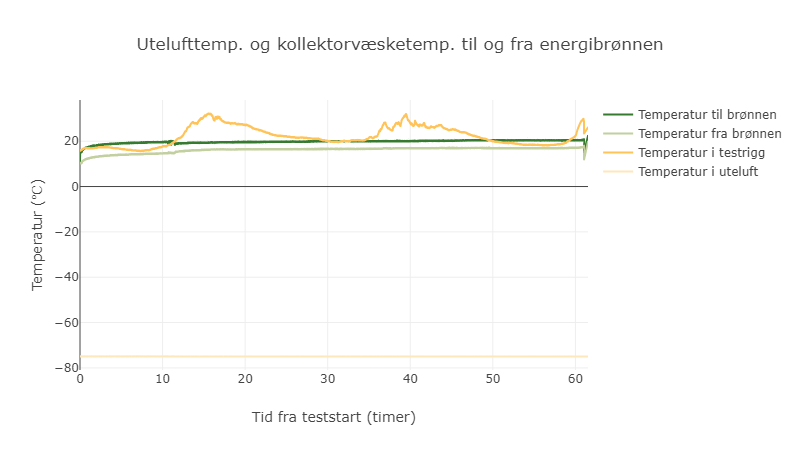 Utelufttemp. og kollektorvæsketemp. til og fra energibrønnen
Temperatur til brønnen
Temperatur fra brønnen
Temperatur i testrigg
Temperatur i uteluft
Temperatur (°C)
20
0
−20
−40
−60
−80
0
10
20
30
40
50
60
Tid fra teststart (timer)